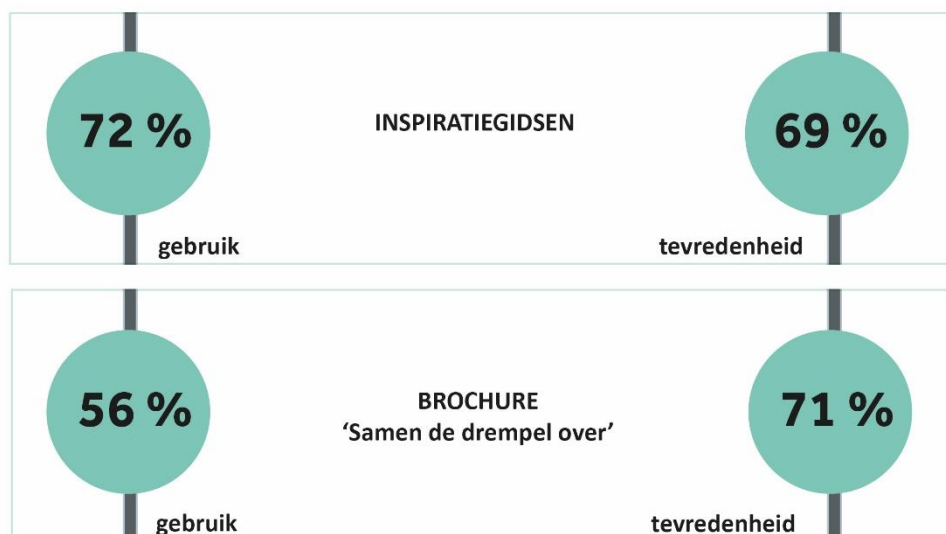 72 %
INSPIRATIEGIDSEN
69 %
gebruik
tevredenheid
56 %
BROCHURE
‘Samen de drempel over’
71 %
gebruik
tevredenheid